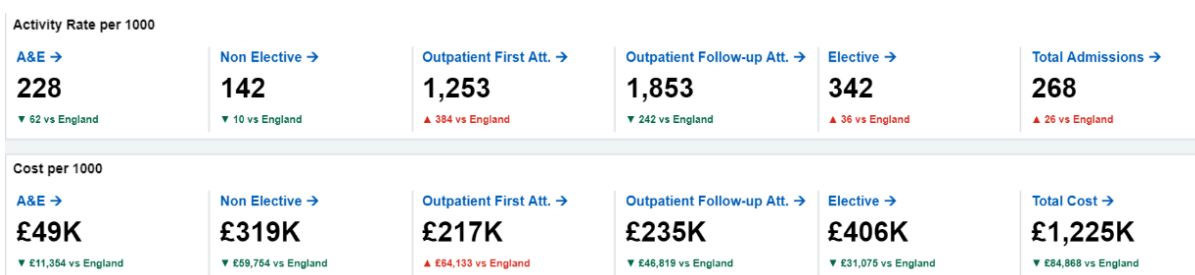 Activity Rate per 1000
A&E → Non Elective → Outpatient First Att. → Outpatient Follow-up Att. → Elective → Total Admissions →
228 142 1,253 1,853 342 268
▼ 62 vs England ▼ 10 vs England ▲ 384 vs England ▼ 242 vs England ▲ 36 vs England ▲ 26 vs England
Cost per 1000
A&E → Non Elective → Outpatient First Att. → Outpatient Follow-up Att. → Elective → Total Cost →
£49K £319K £217K £235K £406K £1,225K
▼ £11,354 vs England ▼ £59,754 vs England ▲ £64,133 vs England ▼ £46,819 vs England ▼ £31,075 vs England ▼ £84,868 vs England